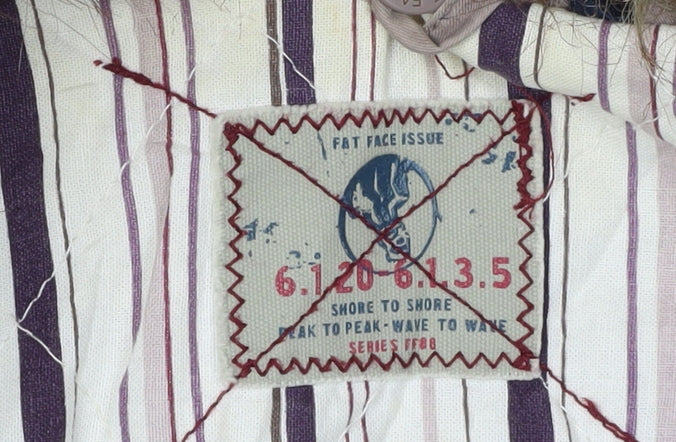 FAT FACE ISSUE
6.1.20-6.1.3.5
SHORE TO SHORE
PEAK TO PEAK-WAVE TO WAVE
SERIES FF88